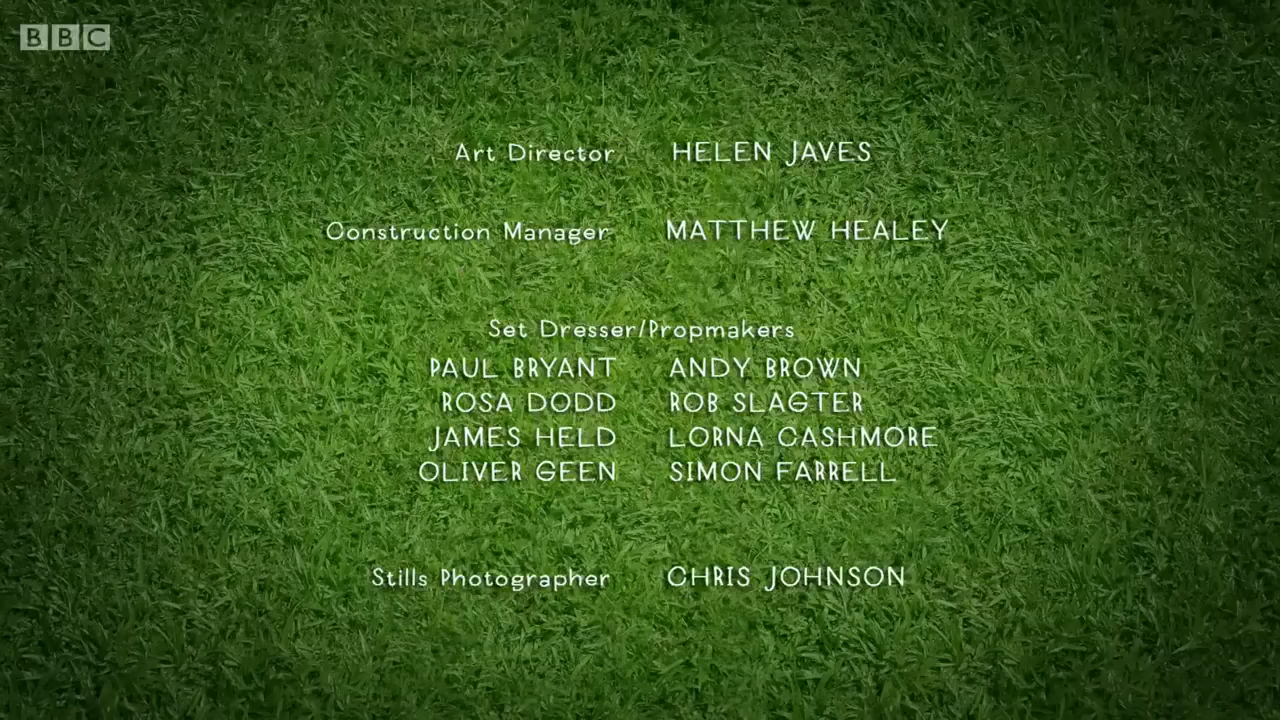 BBC
Art Director HELEN JAVES
Construction Manager MATTHEW HEALEY
Set Dresser/Propmakers
PAUL BRYANT ANDY BROWN
ROSA DODD ROB SLAGTER
JAMES HELD LORNA CASHMORE
OLIVER GEEN SIMON FARRELL
Stills Photographer CHRIS JOHNSON